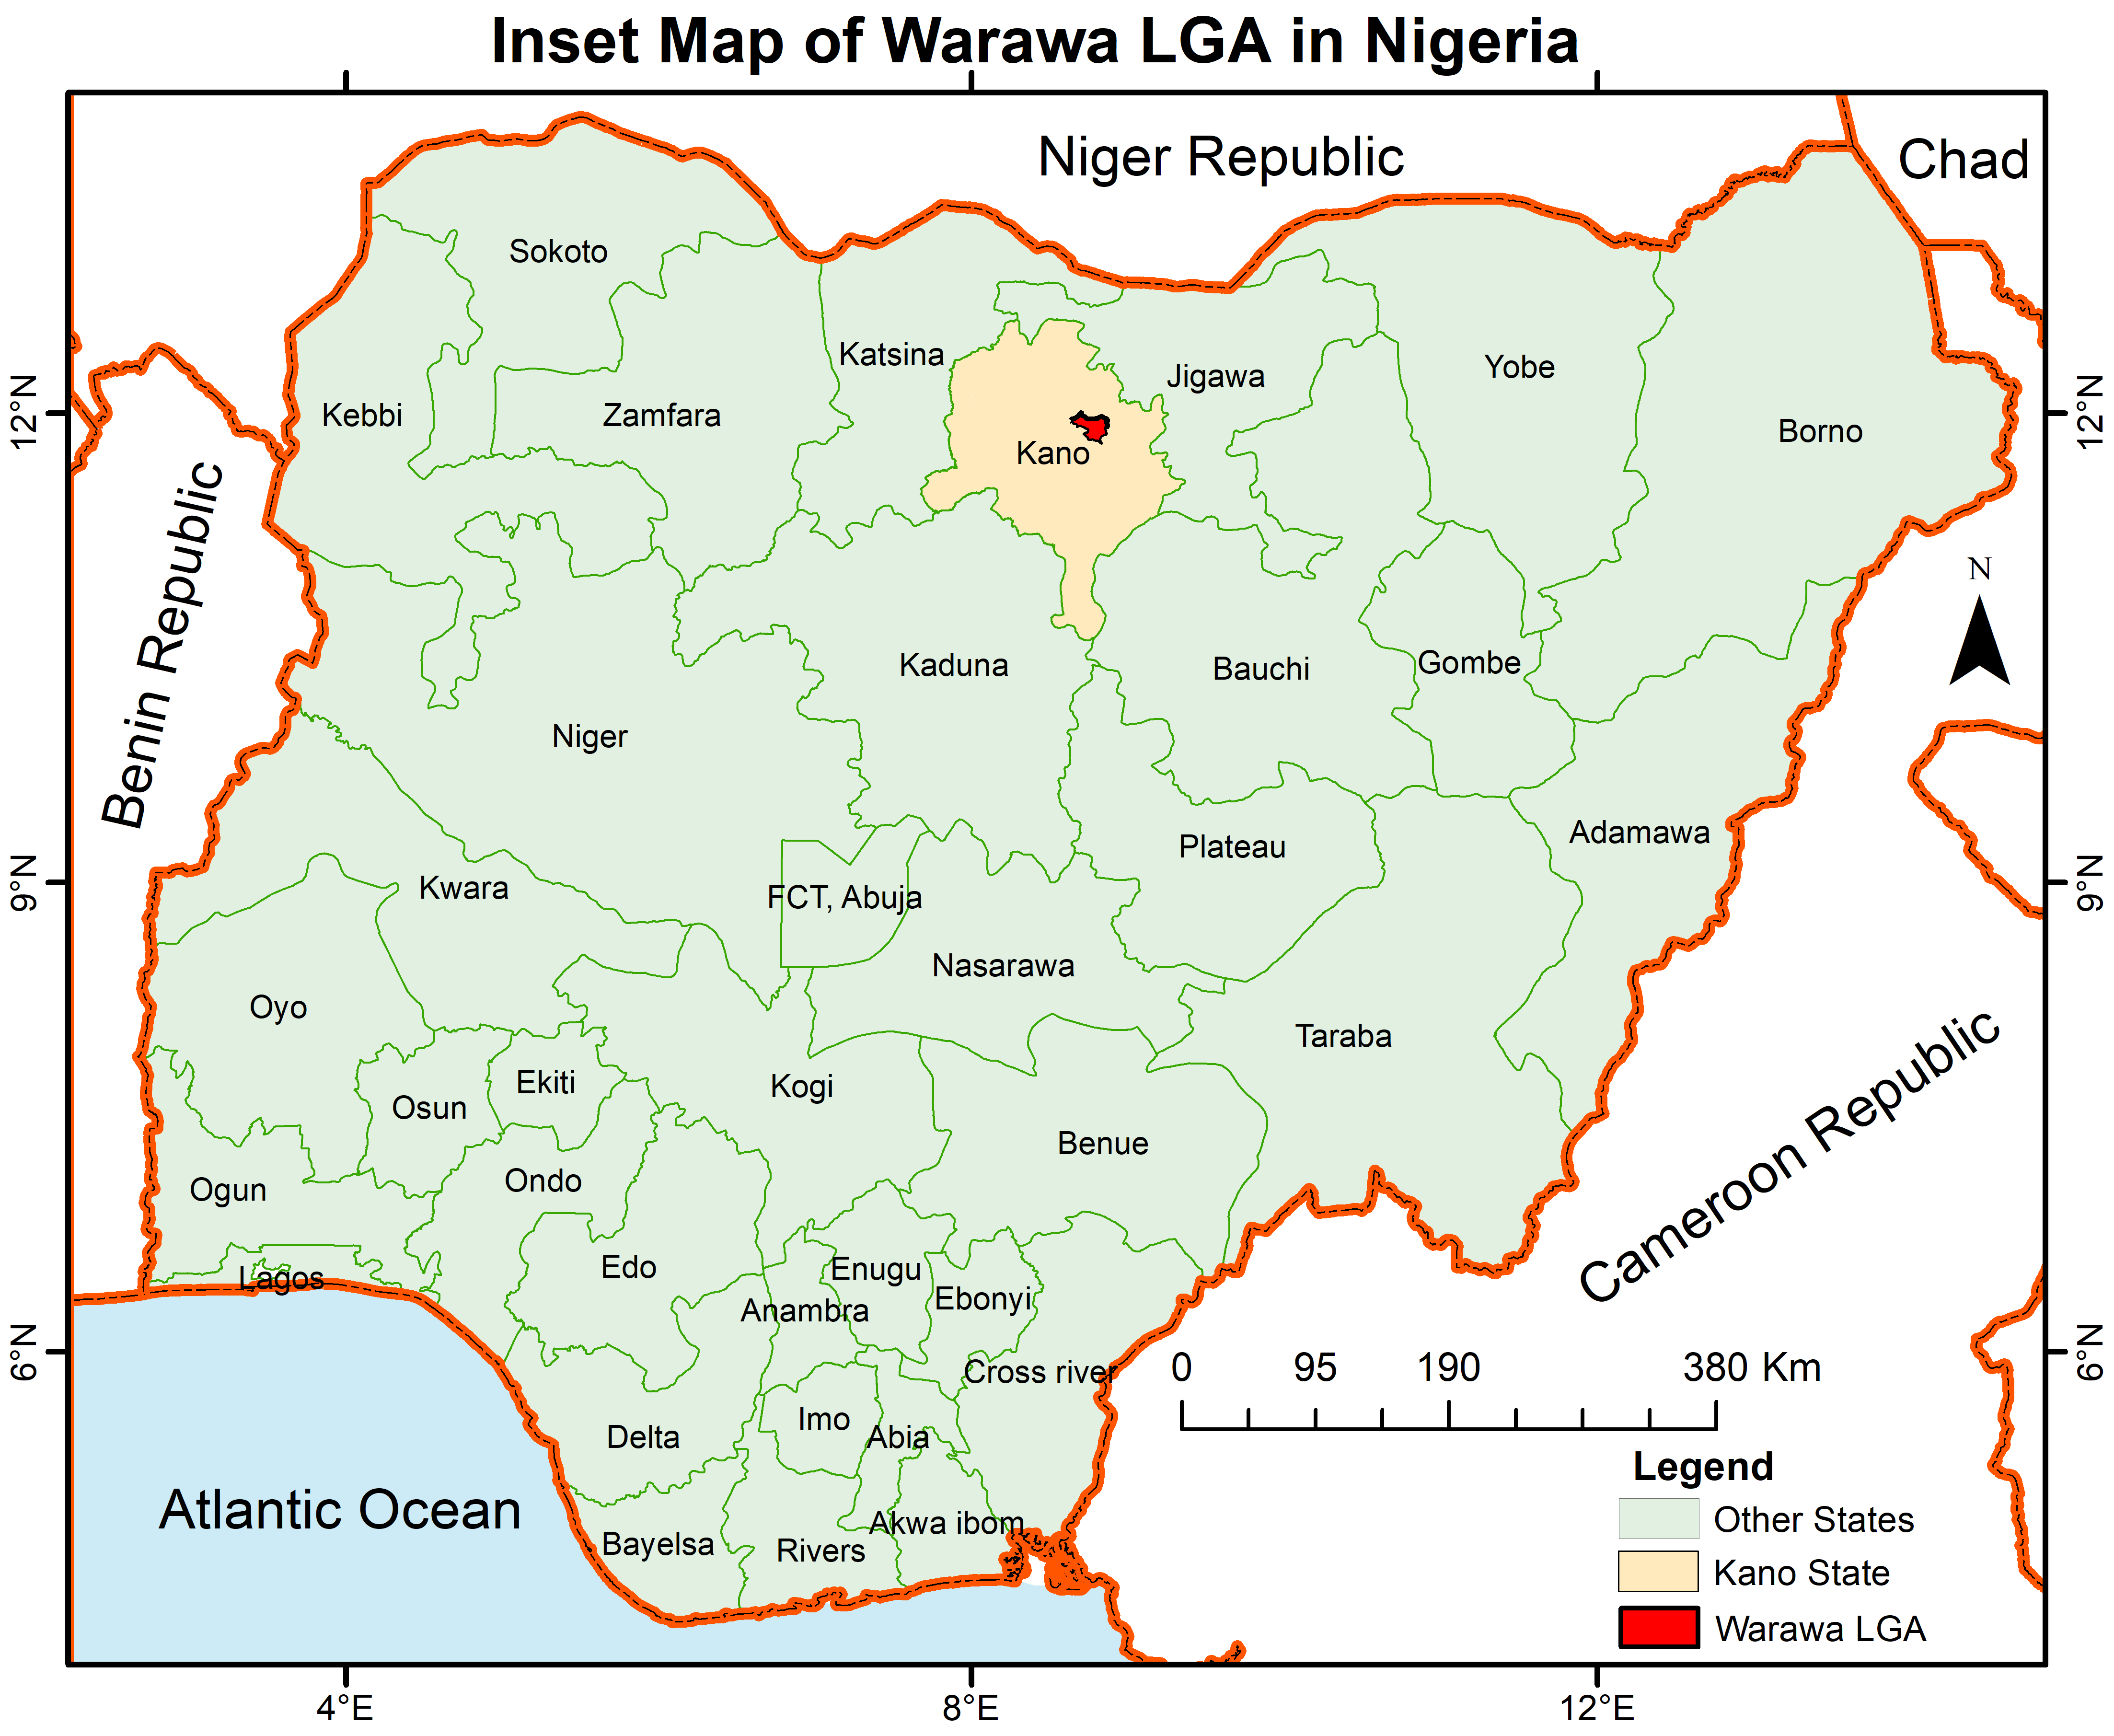 Inset Map of Warawa LGA in Nigeria
Niger Republic
Chad
Sokoto
Katsina
Jigawa
Yobe
Kebbi
Zamfara
Kano
Borno
12°N
12°N
Benin Republic
N
Kaduna
Bauchi
Gombe
Niger
Plateau
Adamawa
9°N
9°N
Kwara
FCT, Abuja
Nasarawa
Oyo
Taraba
Cameroon Republic
Ekiti
Kogi
Osun
Benue
Ondo
Ogun
Lagos
Edo
Enugu
Ebonyi
Anambra
6°N
6°N
Cross river
0 95 190 380 Km
Imo
Abia
Delta
Legend
Atlantic Ocean
Akwa ibom
Bayelsa
Rivers
Other States
Kano State
Warawa LGA
4°E 8°E 12°E